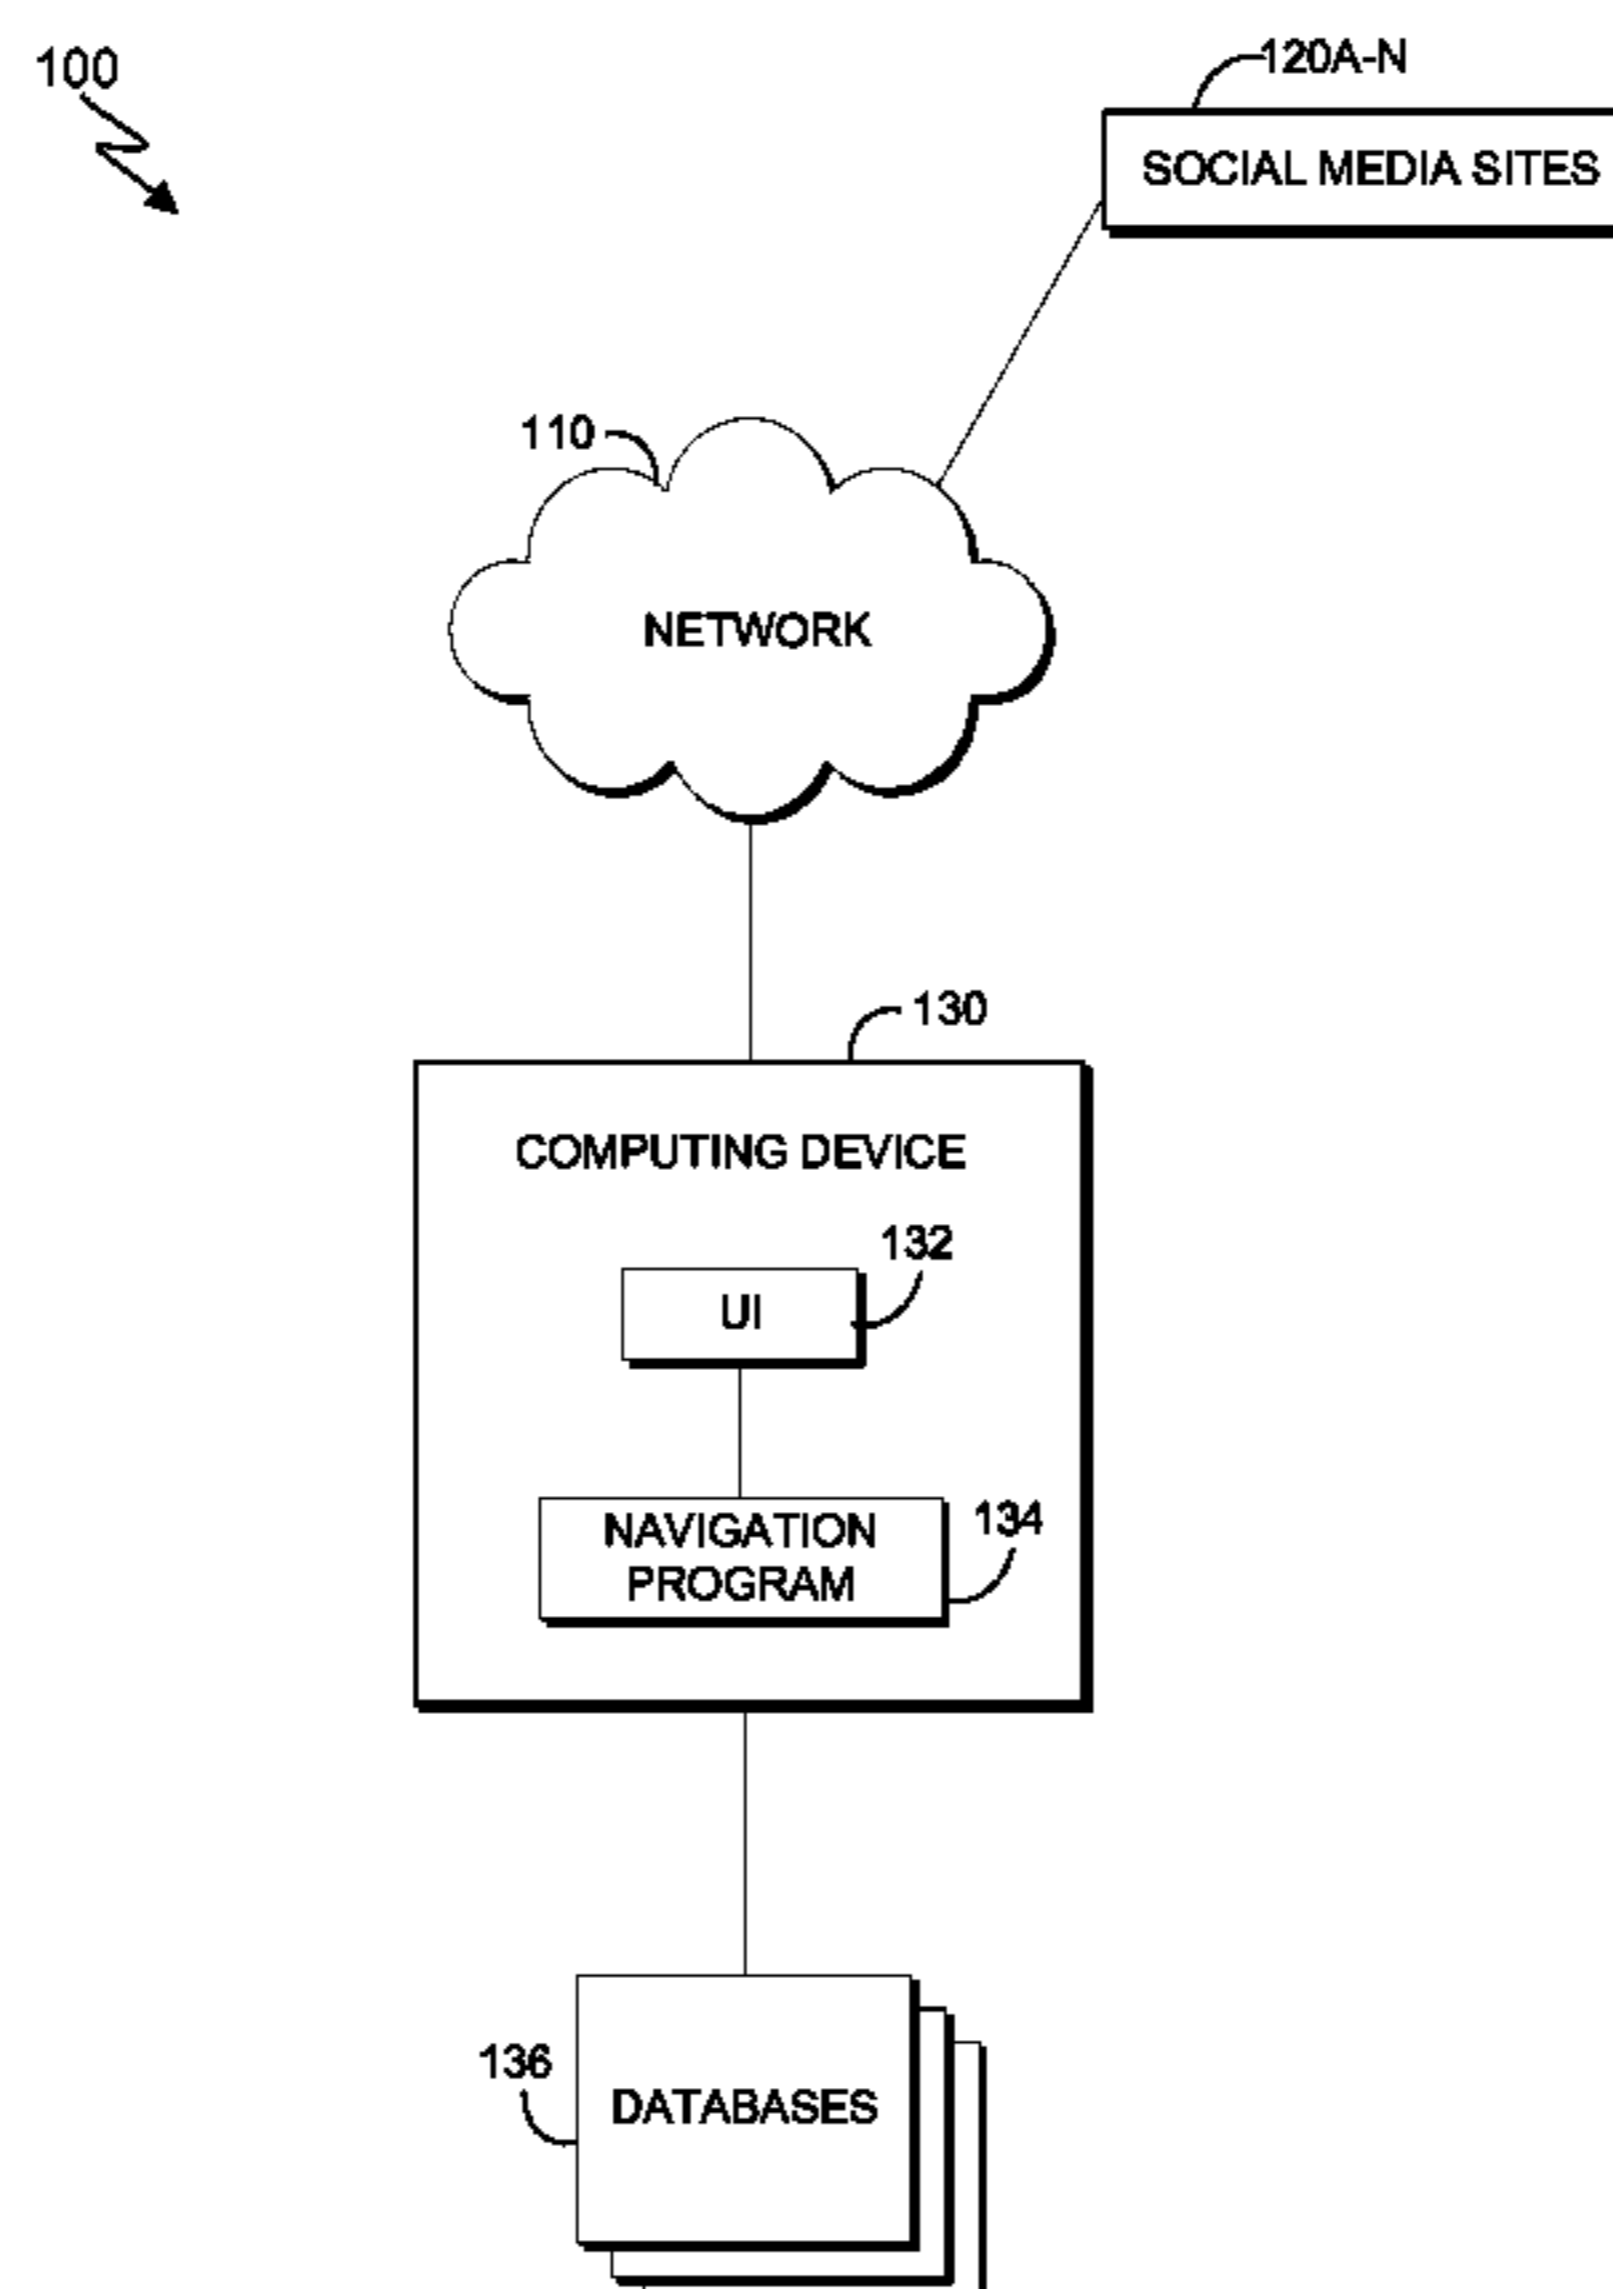 100
120A-N
SOCIAL MEDIA SITES
110
NETWORK
130
COMPUTING DEVICE
132
UI
134
NAVIGATION
PROGRAM
136
DATABASES